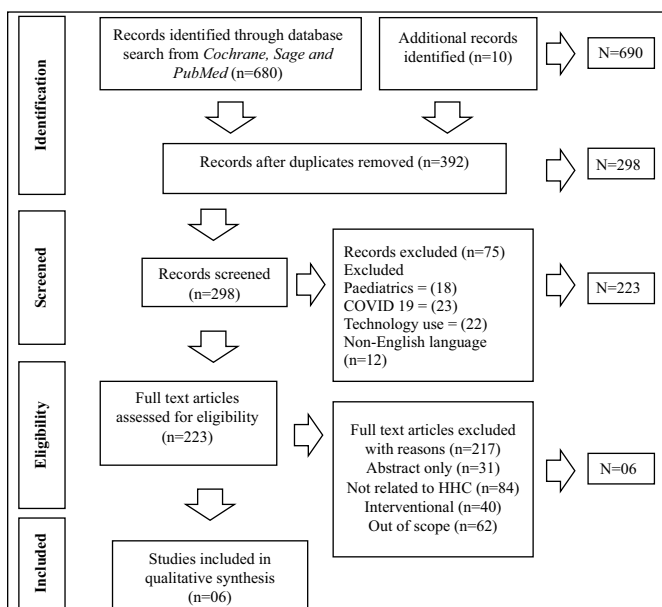 Identification
Records identified through database
search from Cochrane, Sage and
PubMed (n=680)
Additional records
identified (n=10)
N=690
Records after duplicates removed (n=392)
N=298
Screened
Records screened
(n=298)
Records excluded (n=75)
Excluded
Paediatrics = (18)
COVID 19 = (23)
Technology use = (22)
Non-English language
(n=12)
N=223
Eligibility
Full text articles
assessed for eligibility
(n=223)
Full text articles excluded
with reasons (n=217)
Abstract only (n=31)
Not related to HHC (n=84)
Interventional (n=40)
Out of scope (n=62)
N=06
Included
Studies included in
qualitative synthesis
(n=06)